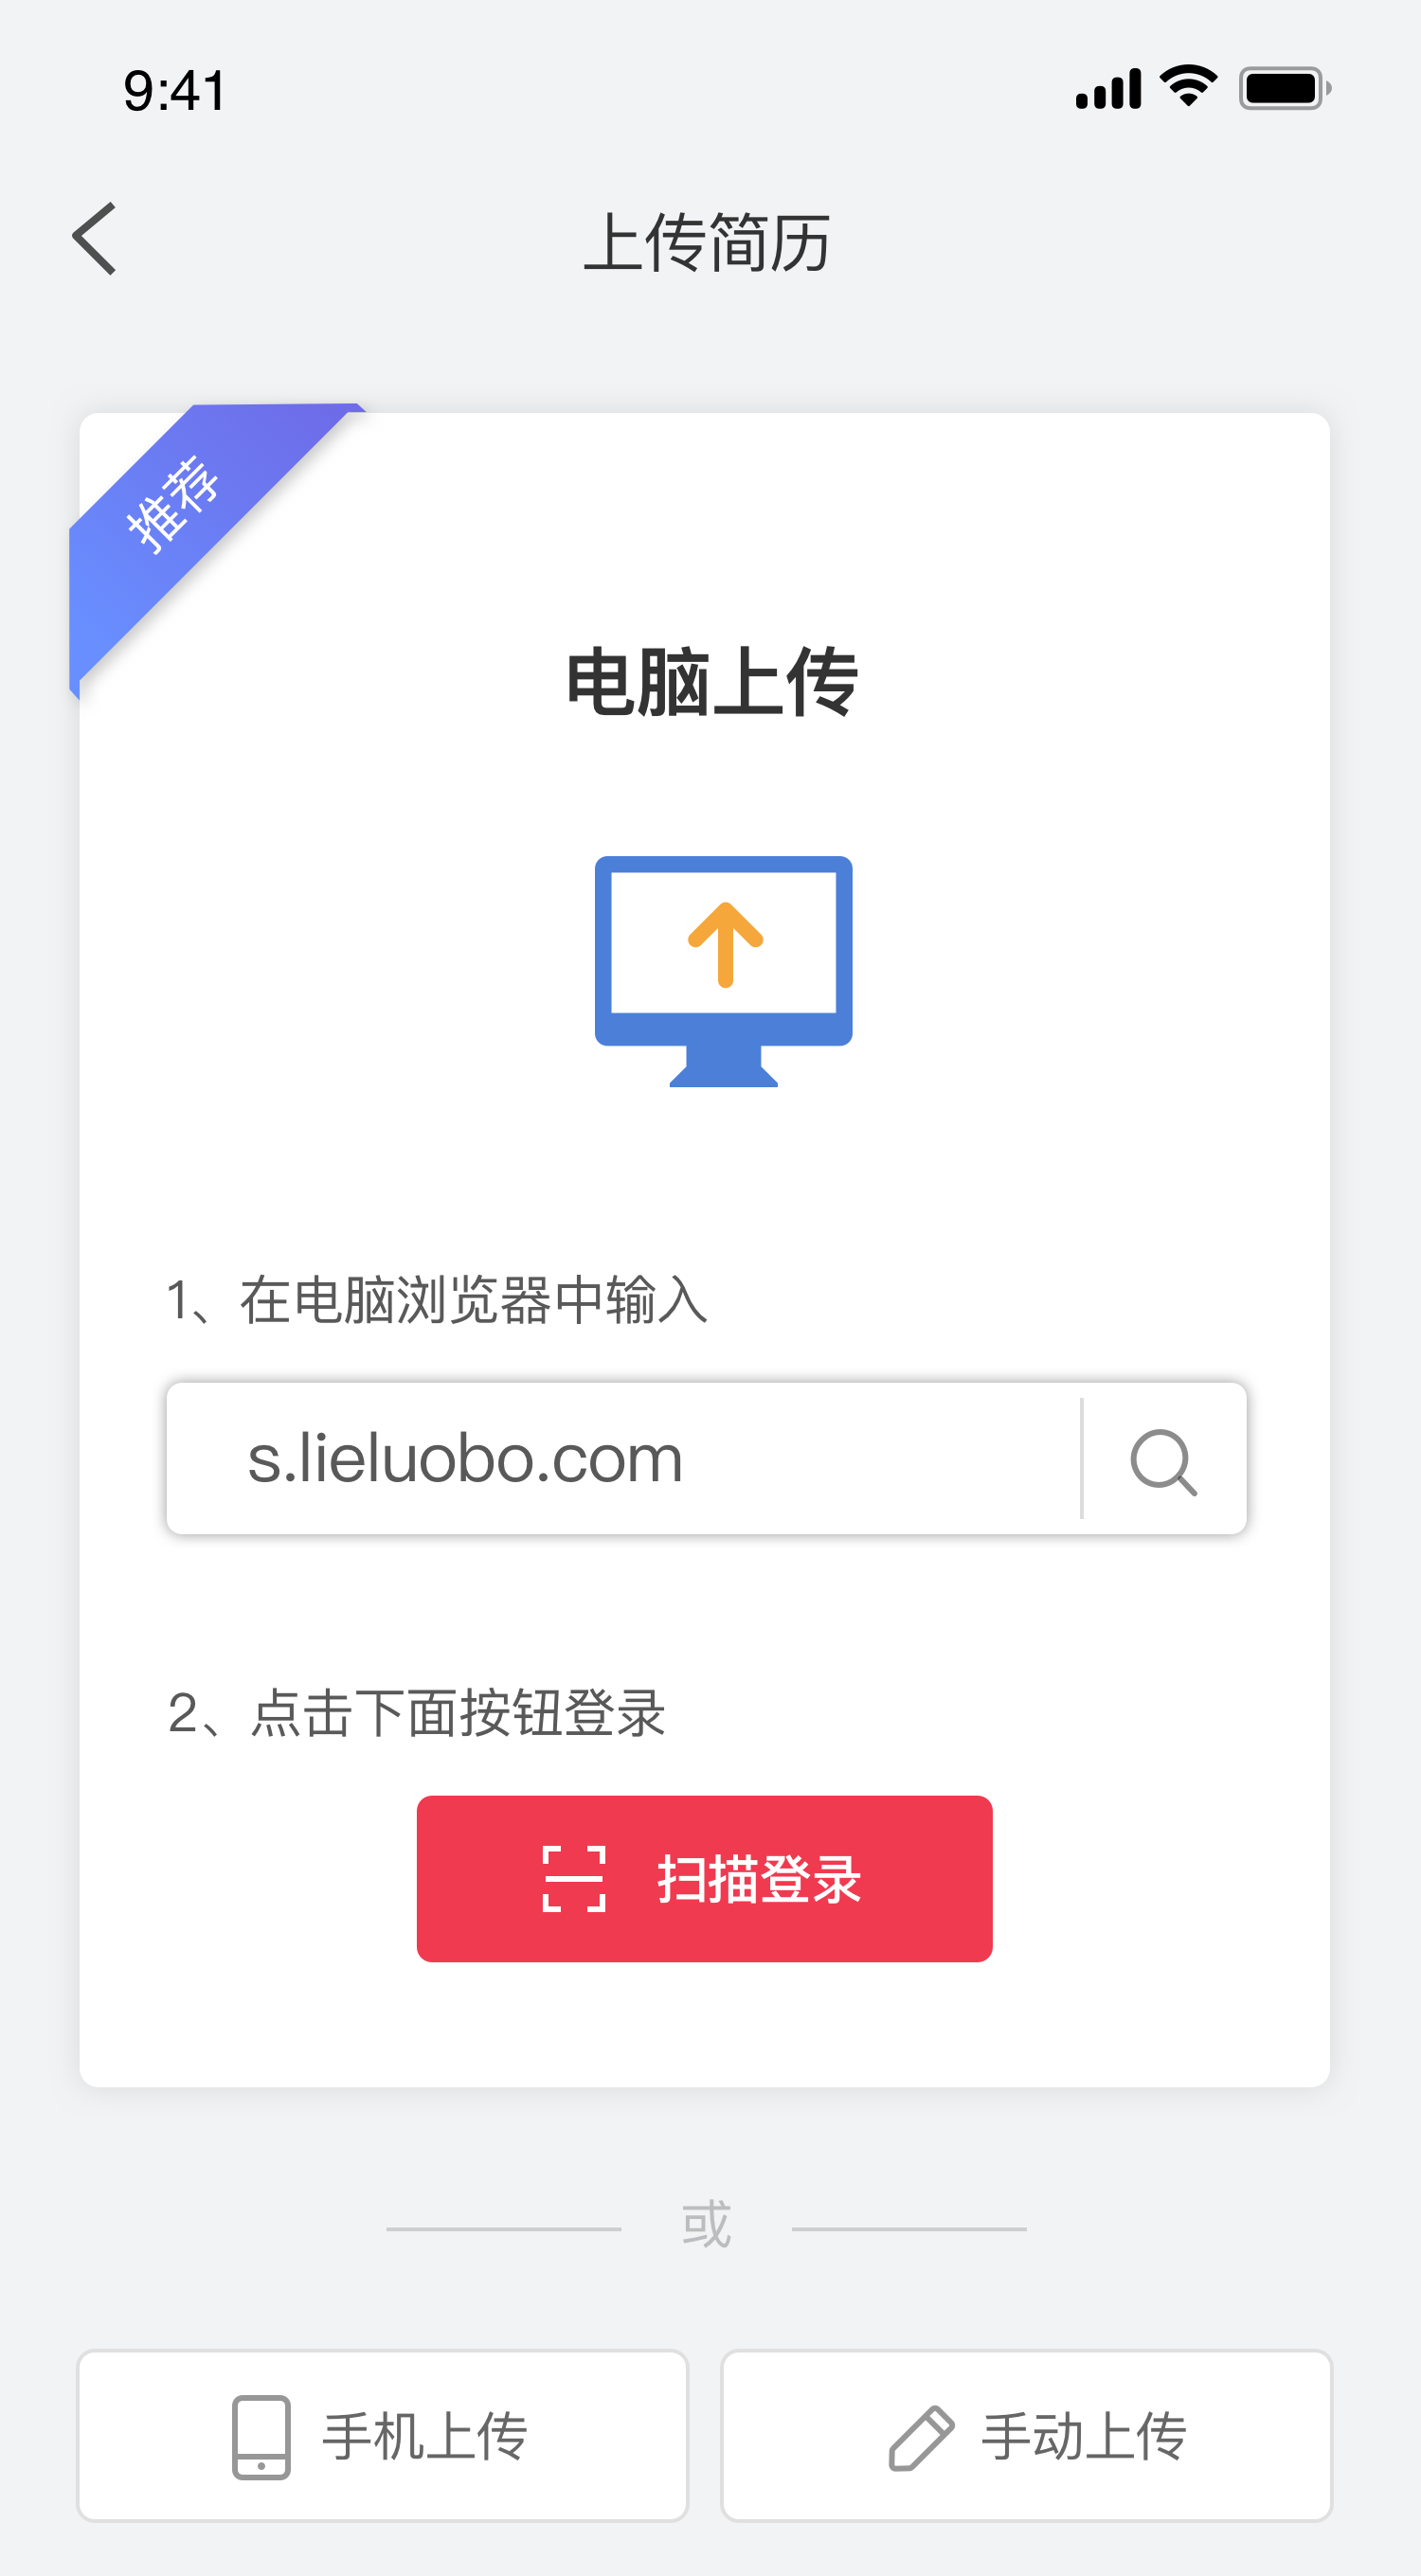 9:41
上传简历
推荐
电脑上传
1、在电脑浏览器中输入
s.lieluobo.com
2、点击下面按钮登录
扫描登录
或
手机上传
手动上传